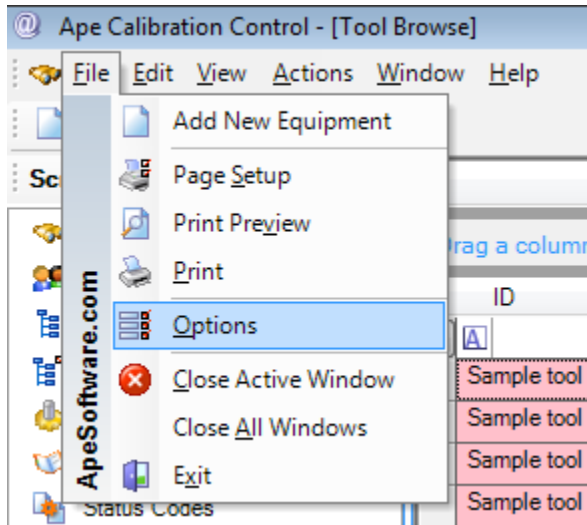 Ape Calibration Control - [Tool Browse]
File Edit View Actions Window Help
Add New Equipment
Page Setup
Print Preview
Print
Options
Close Active Window
Close All Windows
Exit
ApeSoftware.com
Drag a column
ID
A
Sample tool
Sample tool
Sample tool
Sample tool
Status Codes